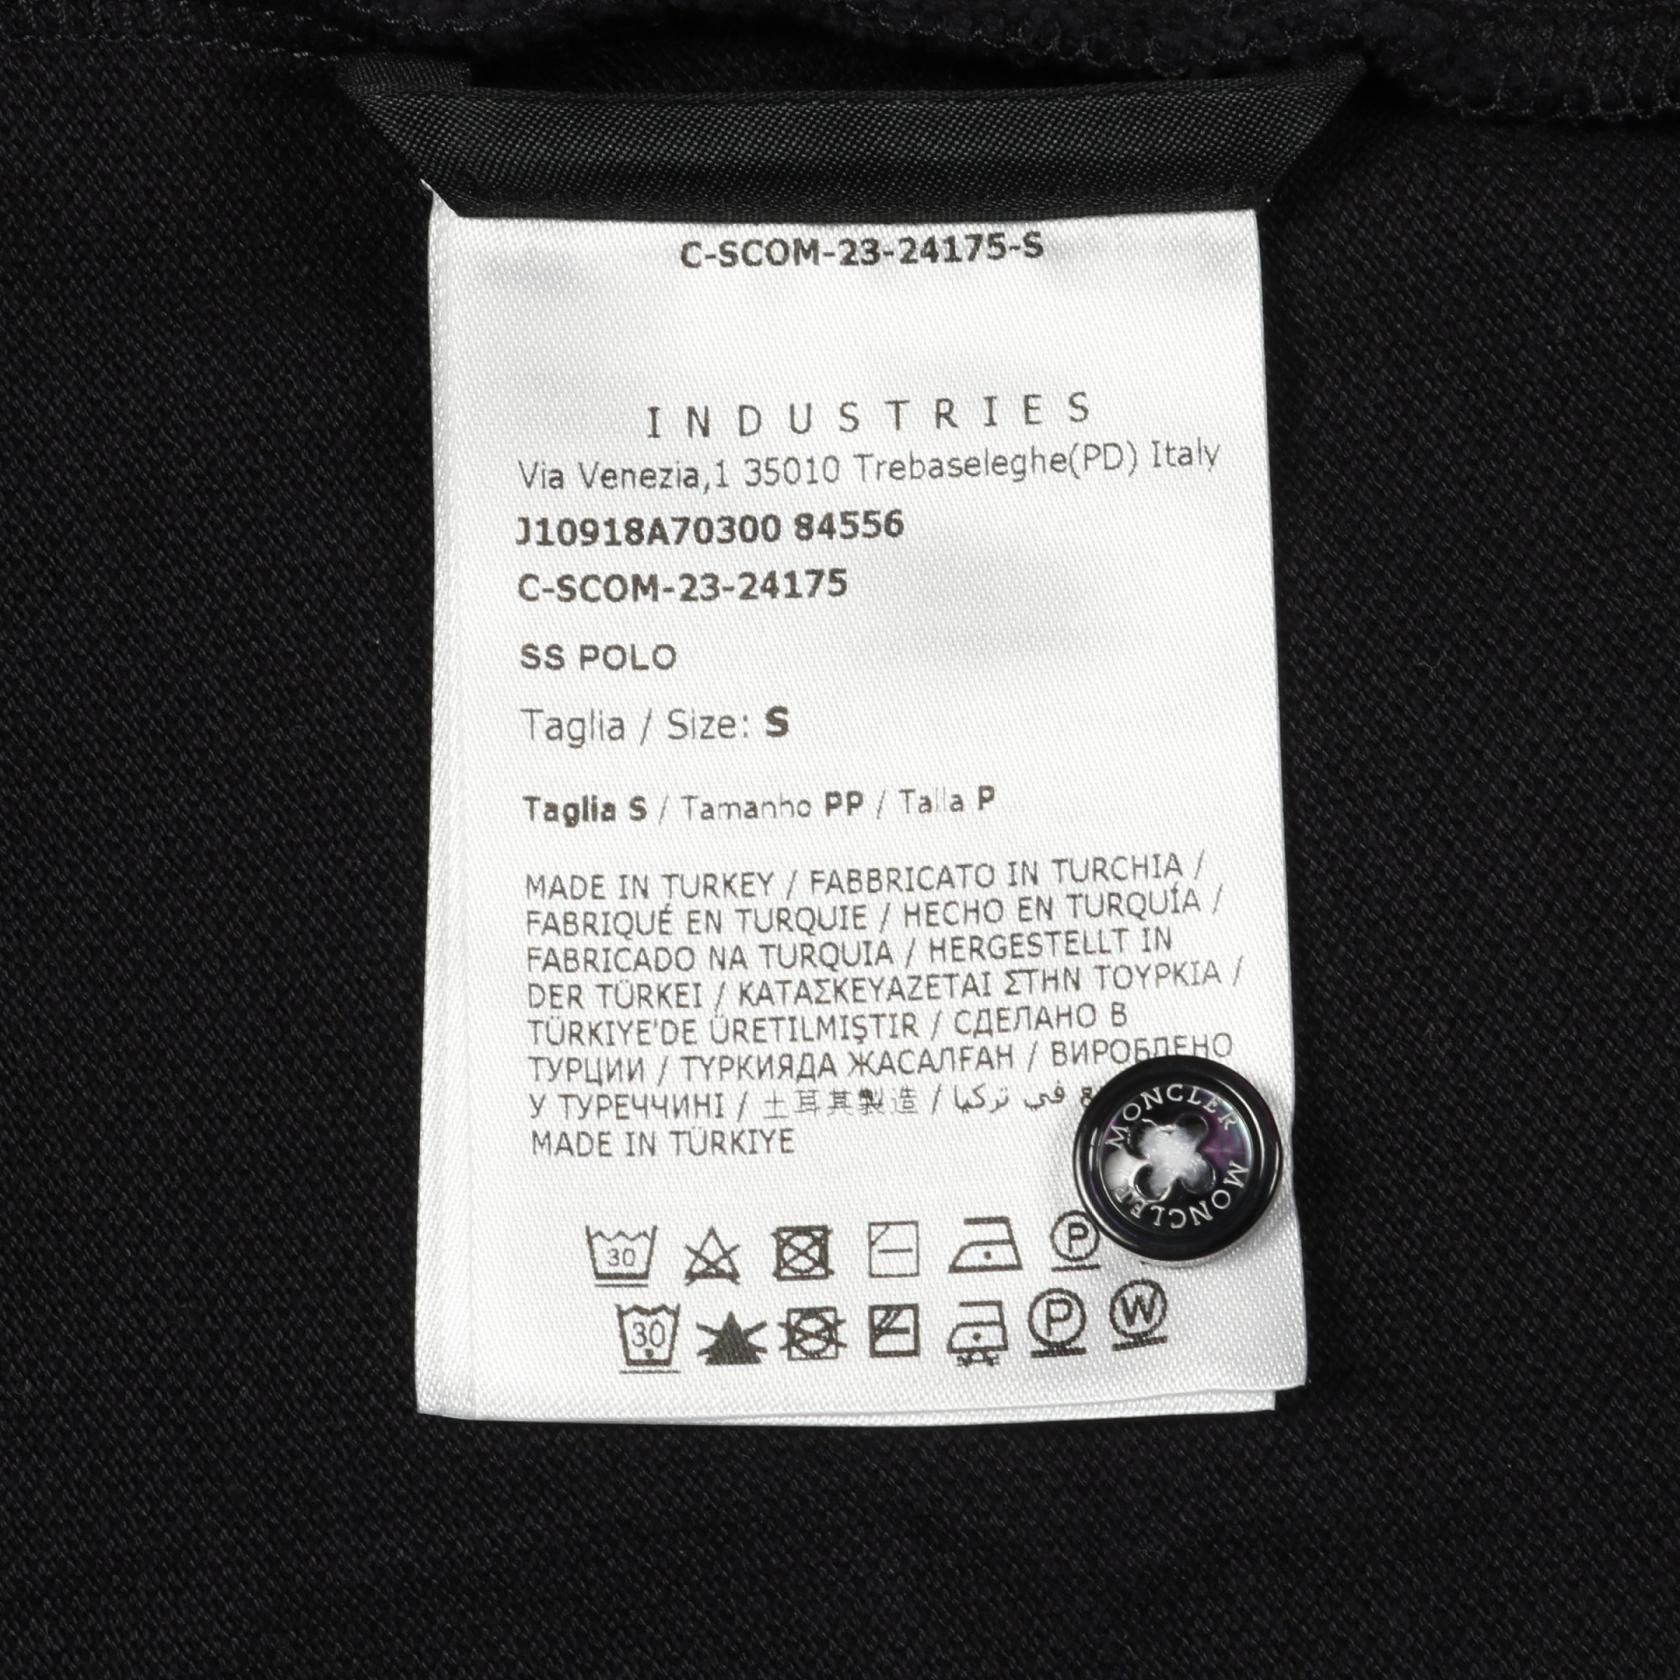 C-SCOM-23-24175-S
INDUSTRIES
Via Venezia,1 35010 Trebaseleghe(PD) Italy
J10918A70300 84556
C-SCOM-23-24175
SS POLO
Taglia / Size: S
Taglia S / Tamanho PP / Talla P
MADE IN TURKEY / FABBRICATO IN TURCHIA /
FABRIQUÉ EN TURQUIE / HECHO EN TURQUÍA /
FABRICADO NA TURQUIA / HERGESTELLT IN
DER TÜRKEI / ΚΑΤΑΣΚΕΥΑΖΕΤΑΙ ΣΤΗΝ ΤΟΥΡΚΙΑ /
TÜRKIYE'DE ÜRETILMIŞTIR / СДЕЛАНО В
ТУРЦИИ / ТҮРКИЯДА ЖАСАЛҒАН / ВИРОБЛЕНО
У ТУРЕЧЧИНІ / 土耳其製造 / في تركيا
MADE IN TÜRKIYE
MONCLER MONCLER
30 P
30 P W